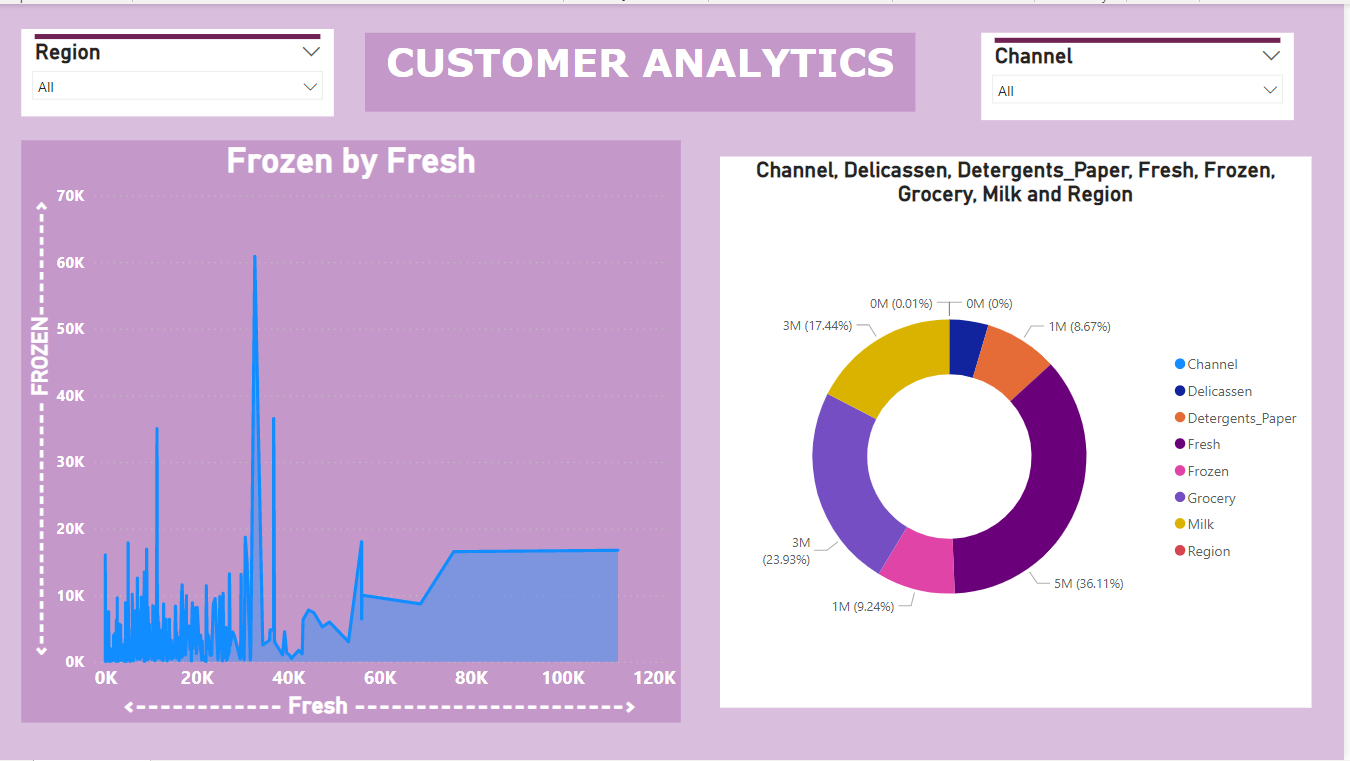 Region
All
CUSTOMER ANALYTICS
Channel
All
Frozen by Fresh
70K
60K
50K
40K
30K
20K
10K
0K
FROZEN
0K 20K 40K 60K 80K 100K 120K
Fresh
Channel, Delicassen, Detergents_Paper, Fresh, Frozen,
Grocery, Milk and Region
0M (0.01%)
0M (0%)
3M (17.44%)
1M (8.67%)
3M
(23.93%)
5M (36.11%)
1M (9.24%)
Channel
Delicassen
Detergents_Paper
Fresh
Frozen
Grocery
Milk
Region